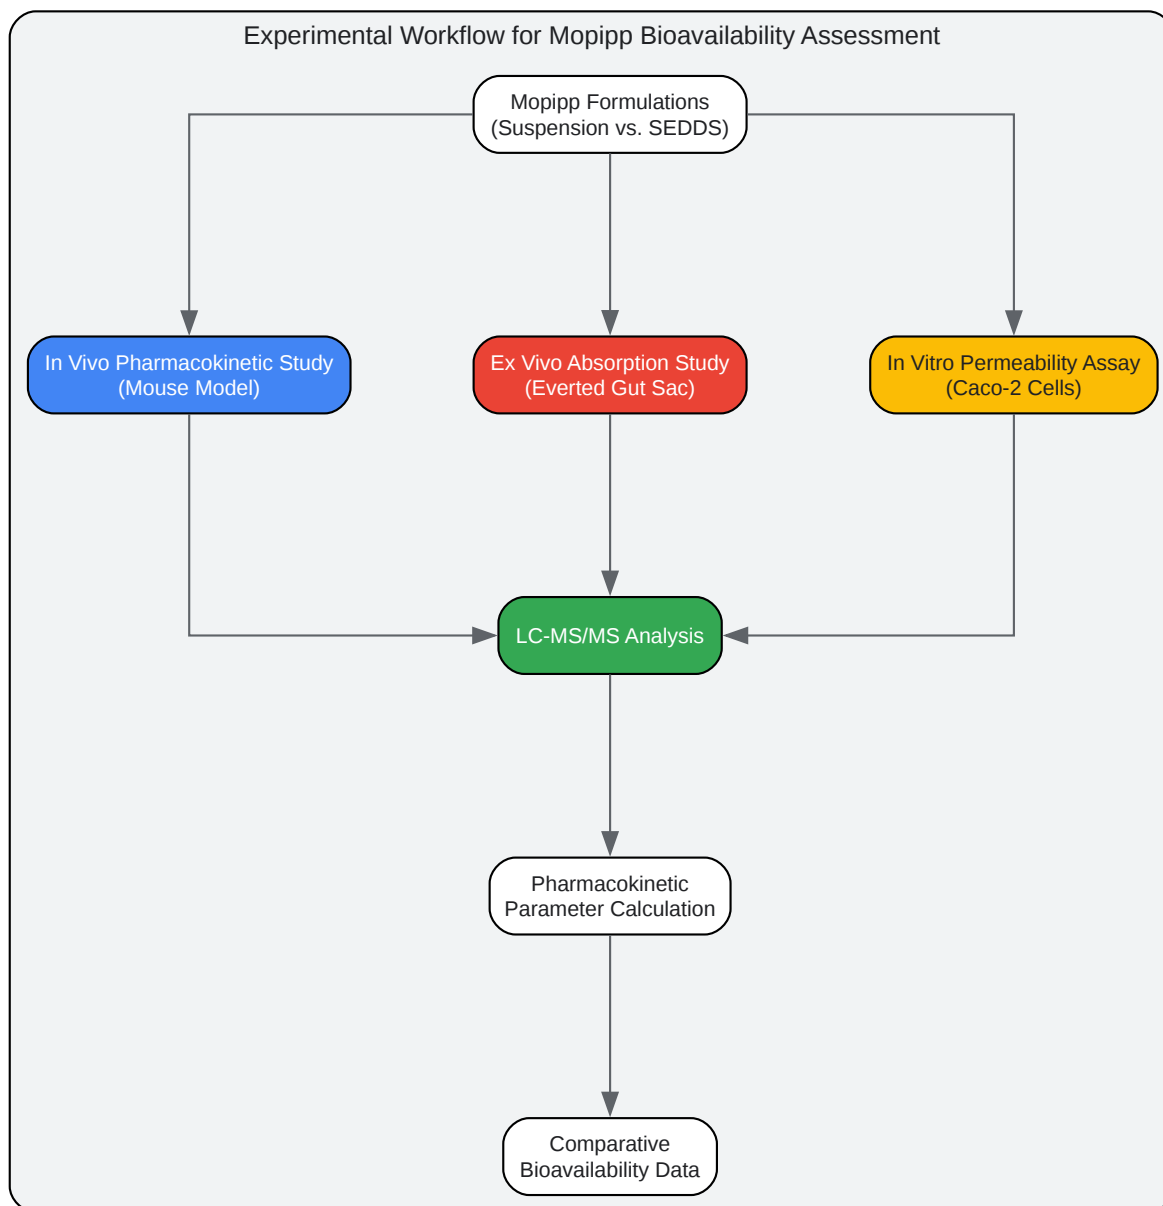 Experimental Workflow for Mopipp Bioavailability Assessment
Mopipp Formulations
(Suspension vs. SEDDS)
In Vivo Pharmacokinetic Study
(Mouse Model)
Ex Vivo Absorption Study
(Everted Gut Sac)
In Vitro Permeability Assay
(Caco-2 Cells)
LC-MS/MS Analysis
Pharmacokinetic
Parameter Calculation
Comparative
Bioavailability Data